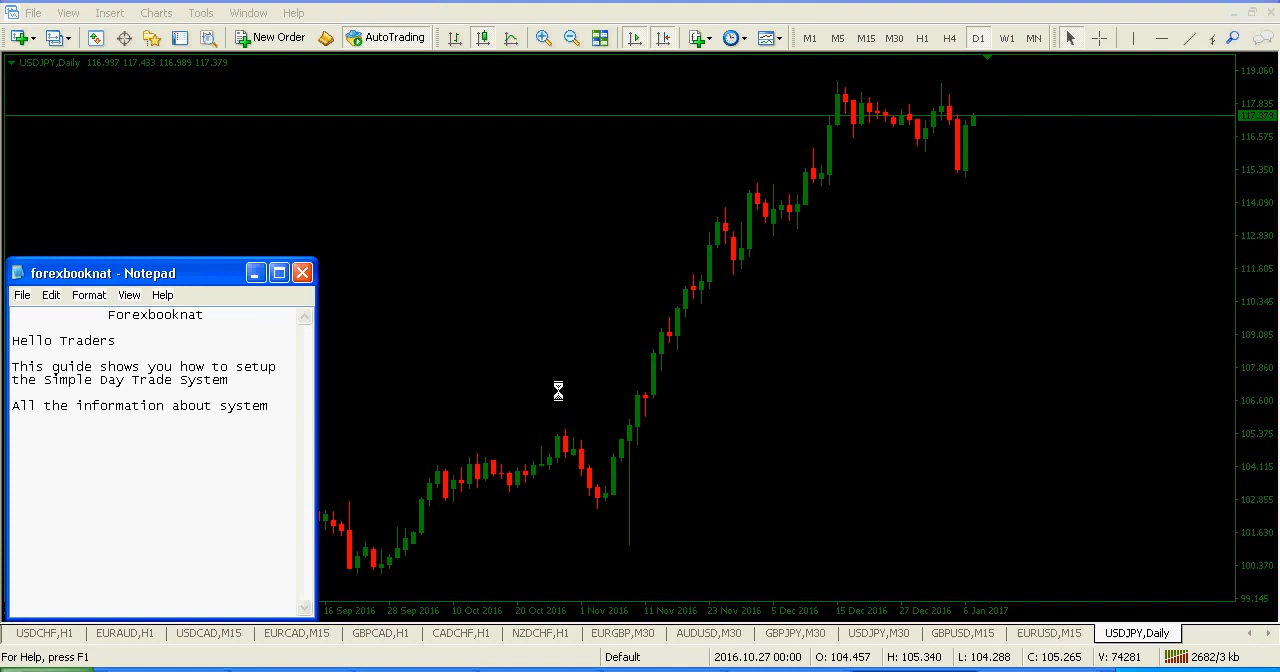 File View Insert Charts Tools Window Help
New Order AutoTrading M1 M5 M15 M30 H1 H4 D1 W1 MN
USDJPY,Daily 116.997 117.433 116.989 117.379
119.060
117.835
117.379
116.575
115.350
114.090
112.830
111.605
110.345
109.085
107.860
106.600
105.375
104.115
102.855
101.630
100.370
99.145
forexbooknat - Notepad
File Edit Format View Help
Forexbooknat
Hello Traders
This guide shows you how to setup
the Simple Day Trade System
All the information about system
16 Sep 2016 28 Sep 2016 10 Oct 2016 20 Oct 2016 1 Nov 2016 11 Nov 2016 23 Nov 2016 5 Dec 2016 15 Dec 2016 27 Dec 2016 6 Jan 2017
USDCHF,H1 EURAUD,H1 USDCAD,M15 EURCAD,M15 GBPCAD,H1 CADCHF,H1 NZDCHF,H1 EURGBP,M30 AUDUSD,M30 GBPJPY,M30 USDJPY,M30 GBPUSD,M15 EURUSD,M15 USDJPY,Daily
For Help, press F1 Default 2016.10.27 00:00 O: 104.457 H: 105.340 L: 104.288 C: 105.265 V: 74281 2682/3 kb